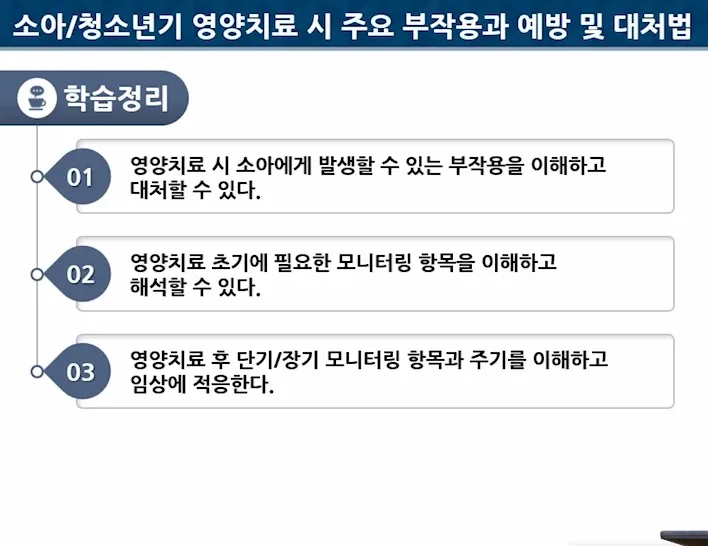 소아/청소년기 영양치료 시 주요 부작용과 예방 및 대처법
학습정리
01
영양치료 시 소아에게 발생할 수 있는 부작용을 이해하고
대처할 수 있다.
02
영양치료 초기에 필요한 모니터링 항목을 이해하고
해석할 수 있다.
03
영양치료 후 단기/장기 모니터링 항목과 주기를 이해하고
임상에 적응한다.